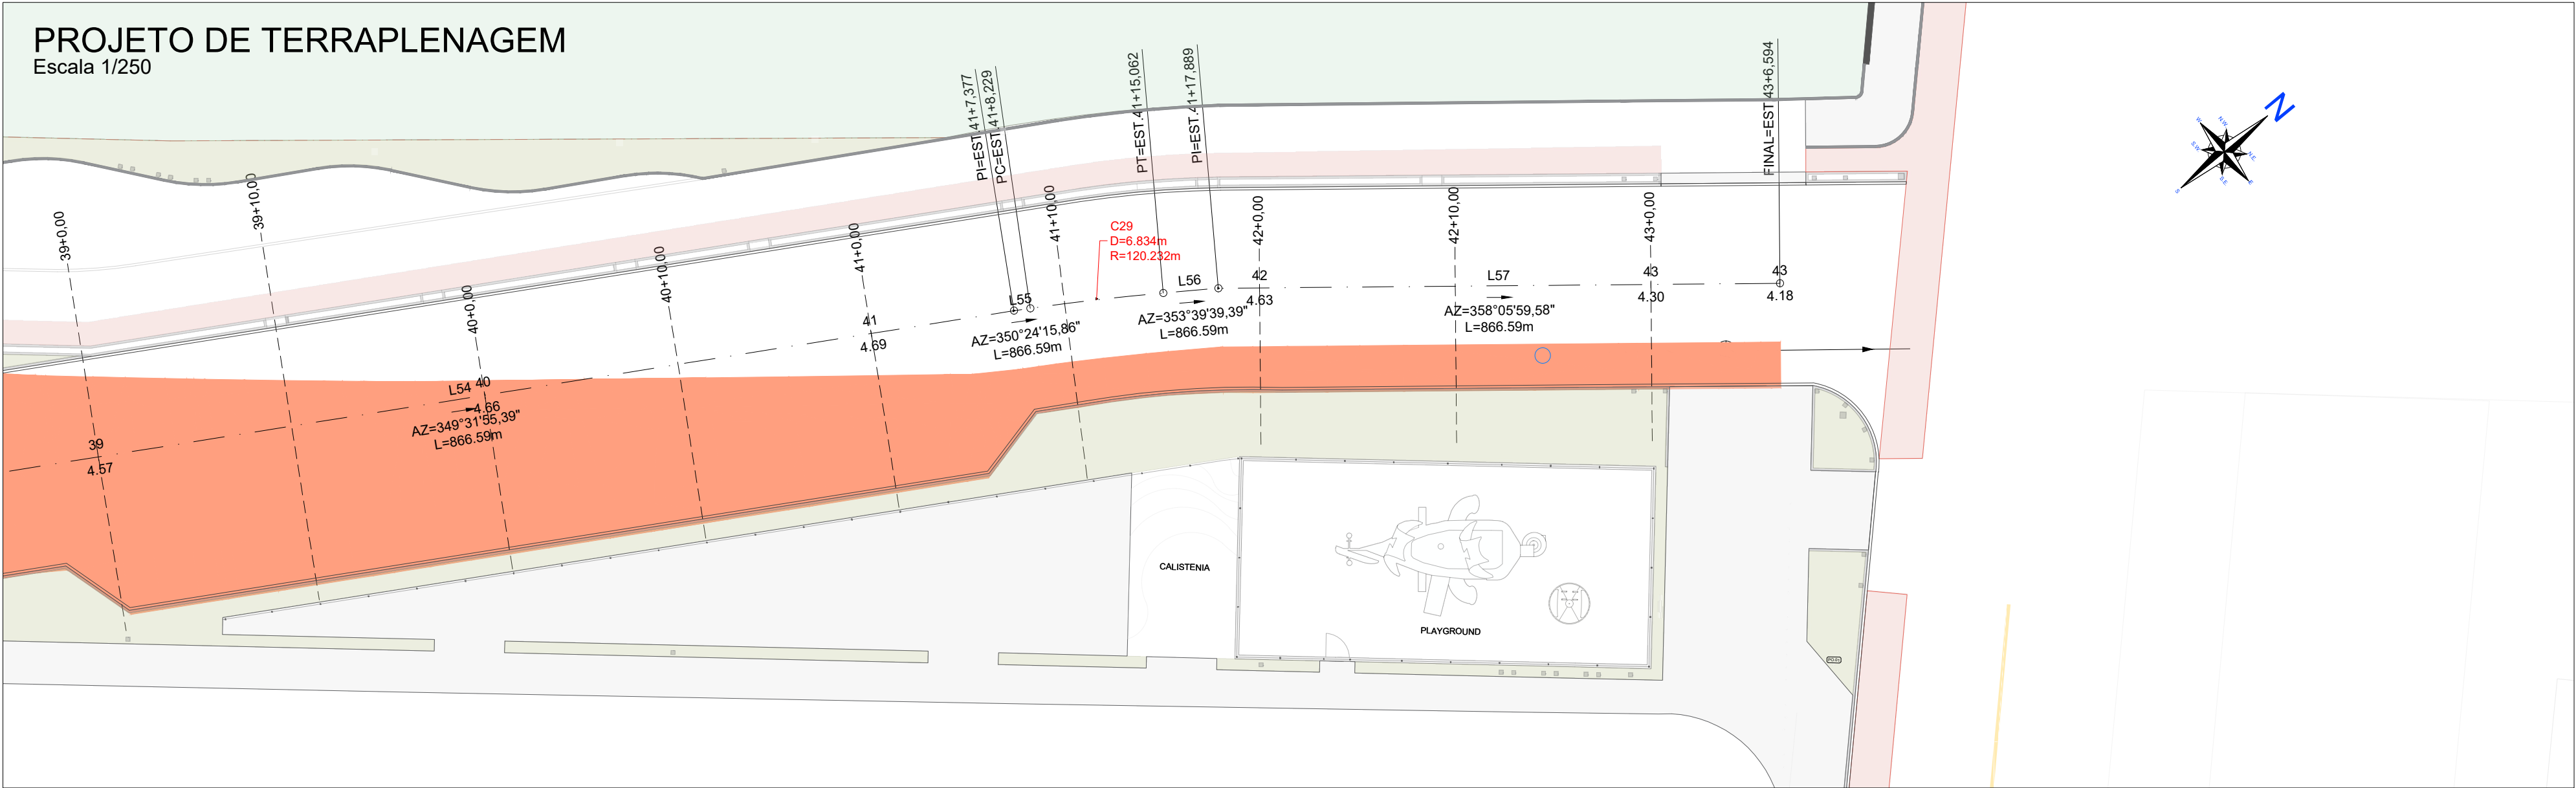 PROJETO DE TERRAPLENAGEM
Escala 1/250
PI=EST.41+7,377
PC=EST.41+8,229
PT=EST.41+15,062
PI=EST.41+17,889
FINAL=EST 43+6,594
N
N.W.
W
N.E.
S.W.
S.E.
E
S
39+0,00
39+10,00
40+0,00
40+10,00
41+0,00
41+10,00
42+0,00
42+10,00
43+0,00
C29
D=6.834m
R=120.232m
39
4.57
L54
40
4.66
AZ=349°31'55,39"
L=866.59m
41
4.69
L55
AZ=350°24'15,86"
L=866.59m
L56
AZ=353°39'39,39"
L=866.59m
42
4.63
L57
AZ=358°05'59,58"
L=866.59m
43
4.30
43
4.18
CALISTENIA
PLAYGROUND